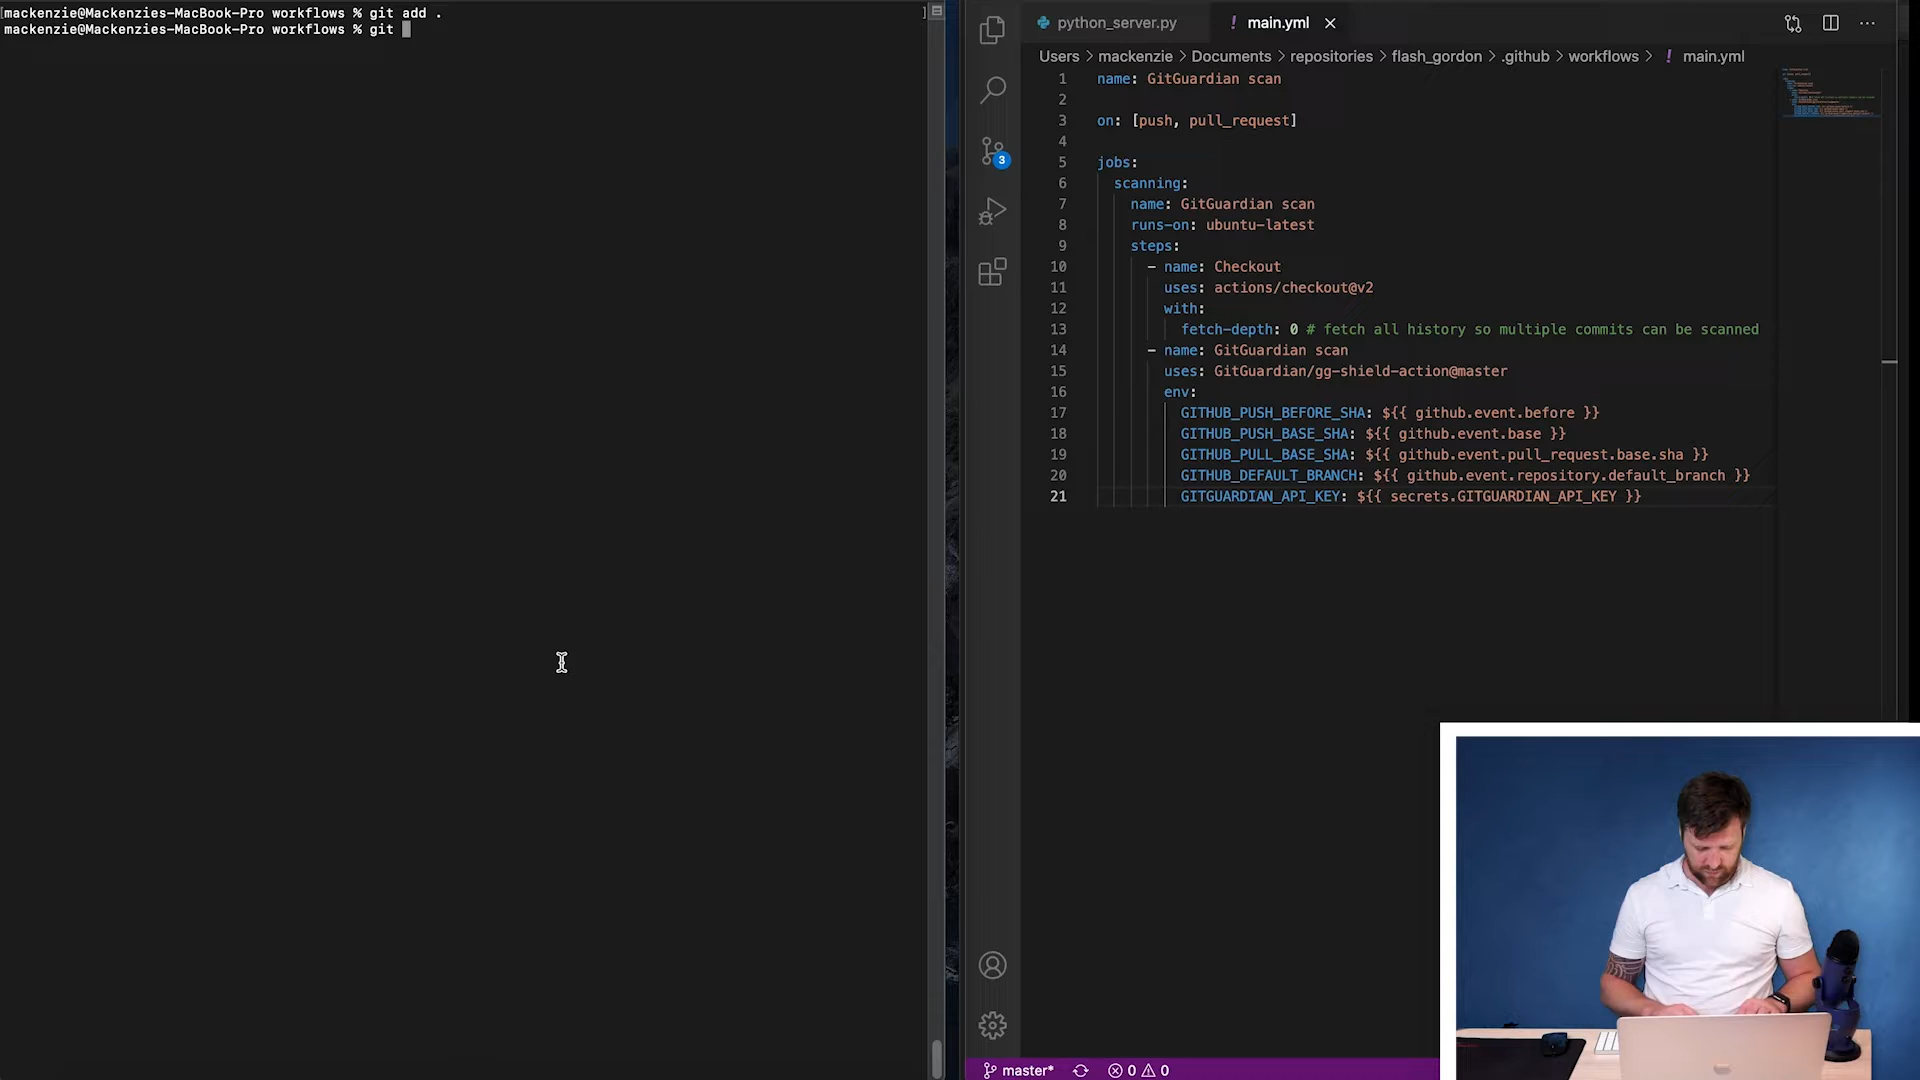 [mackenzie@Mackenzies-MacBook-Pro workflows % git add .                                                           ]
mackenzie@Mackenzies-MacBook-Pro workflows % git
python_server.py
! main.yml
Users > mackenzie > Documents > repositories > flash_gordon > .github > workflows > ! main.yml
1 name: GitGuardian scan
2
3 on: [push, pull_request]
4
5 jobs:
6 scanning:
7 name: GitGuardian scan
8 runs-on: ubuntu-latest
9 steps:
10 - name: Checkout
11 uses: actions/checkout@v2
12 with:
13 fetch-depth: 0 # fetch all history so multiple commits can be scanned
14 - name: GitGuardian scan
15 uses: GitGuardian/gg-shield-action@master
16 env:
17 GITHUB_PUSH_BEFORE_SHA: ${{ github.event.before }}
18 GITHUB_PUSH_BASE_SHA: ${{ github.event.base }}
19 GITHUB_PULL_BASE_SHA: ${{ github.event.pull_request.base.sha }}
20 GITHUB_DEFAULT_BRANCH: ${{ github.event.repository.default_branch }}
21 GITGUARDIAN_API_KEY: ${{ secrets.GITGUARDIAN_API_KEY }}
3
master* 0 0